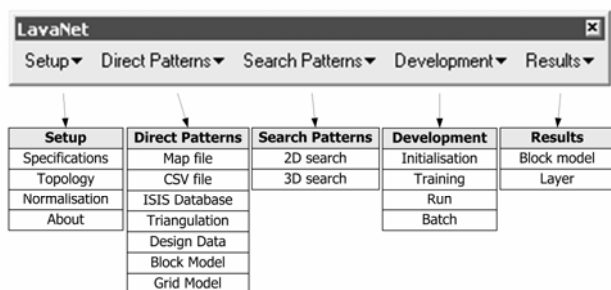 LavaNet
Setup Direct Patterns Search Patterns Development Results
Setup
Specifications
Topology
Normalisation
About
Direct Patterns
Map file
CSV file
ISIS Database
Triangulation
Design Data
Block Model
Grid Model
Search Patterns
2D search
3D search
Development
Initialisation
Training
Run
Batch
Results
Block model
Layer